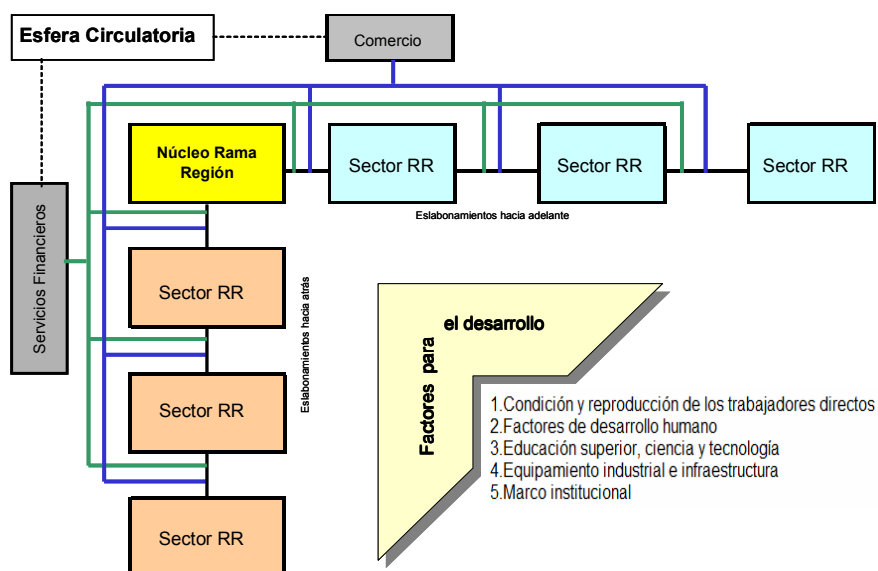 Esfera Circulatoria
Comercio
Núcleo Rama
Región
Sector RR
Sector RR
Sector RR
Eslabonamientos hacia adelante
Servicios Financieros
Sector RR
Eslabonamientos hacia atrás
Sector RR
Sector RR
Factores para
el desarrollo
1.Condición y reproducción de los trabajadores directos
2.Factores de desarrollo humano
3.Educación superior, ciencia y tecnología
4.Equipamiento industrial e infraestructura
5.Marco institucional